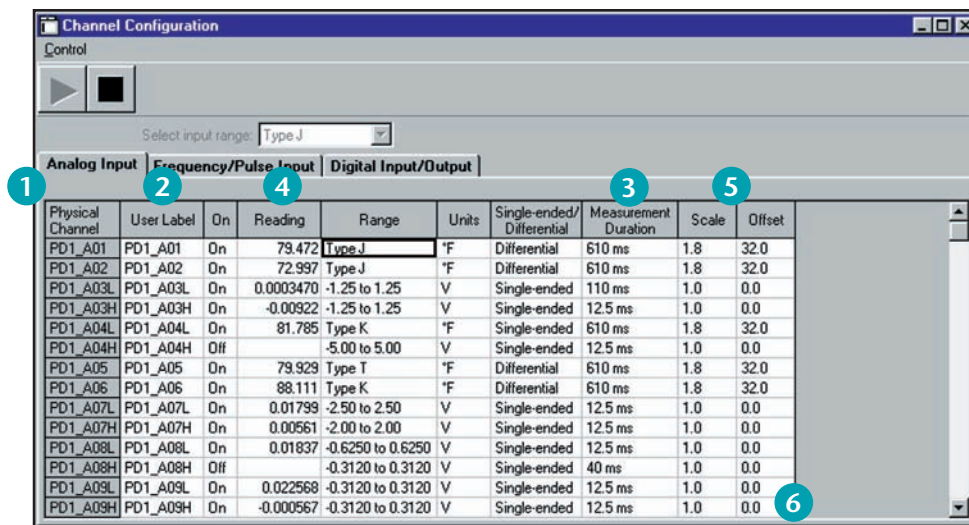 Channel Configuration
Control
Select input range: Type J
Analog Input Frequency/Pulse Input Digital Input/Output
1 2 4 3 5
Physical Channel User Label On Reading Range Units Single-ended/ Differential Measurement Duration Scale Offset
PD1_A01 PD1_A01 On 79.472 Type J °F Differential 610 ms 1.8 32.0
PD1_A02 PD1_A02 On 72.997 Type J °F Differential 610 ms 1.8 32.0
PD1_A03L PD1_A03L On 0.0003470 -1.25 to 1.25 V Single-ended 110 ms 1.0 0.0
PD1_A03H PD1_A03H On -0.00922 -1.25 to 1.25 V Single-ended 12.5 ms 1.0 0.0
PD1_A04L PD1_A04L On 81.785 Type K °F Single-ended 610 ms 1.8 32.0
PD1_A04H PD1_A04H Off -5.00 to 5.00 V Single-ended 12.5 ms 1.0 0.0
PD1_A05 PD1_A05 On 79.929 Type T °F Differential 610 ms 1.8 32.0
PD1_A06 PD1_A06 On 88.111 Type K °F Differential 610 ms 1.8 32.0
PD1_A07L PD1_A07L On 0.01799 -2.50 to 2.50 V Single-ended 12.5 ms 1.0 0.0
PD1_A07H PD1_A07H On 0.00561 -2.00 to 2.00 V Single-ended 12.5 ms 1.0 0.0
PD1_A08L PD1_A08L On 0.01837 -0.6250 to 0.6250 V Single-ended 12.5 ms 1.0 0.0
PD1_A08H PD1_A08H Off -0.3120 to 0.3120 V Single-ended 40 ms 1.0 0.0
PD1_A09L PD1_A09L On 0.022568 -0.3120 to 0.3120 V Single-ended 12.5 ms 1.0 0.0
PD1_A09H PD1_A09H On -0.000567 -0.3120 to 0.3120 V Single-ended 12.5 ms 1.0 0.0
6